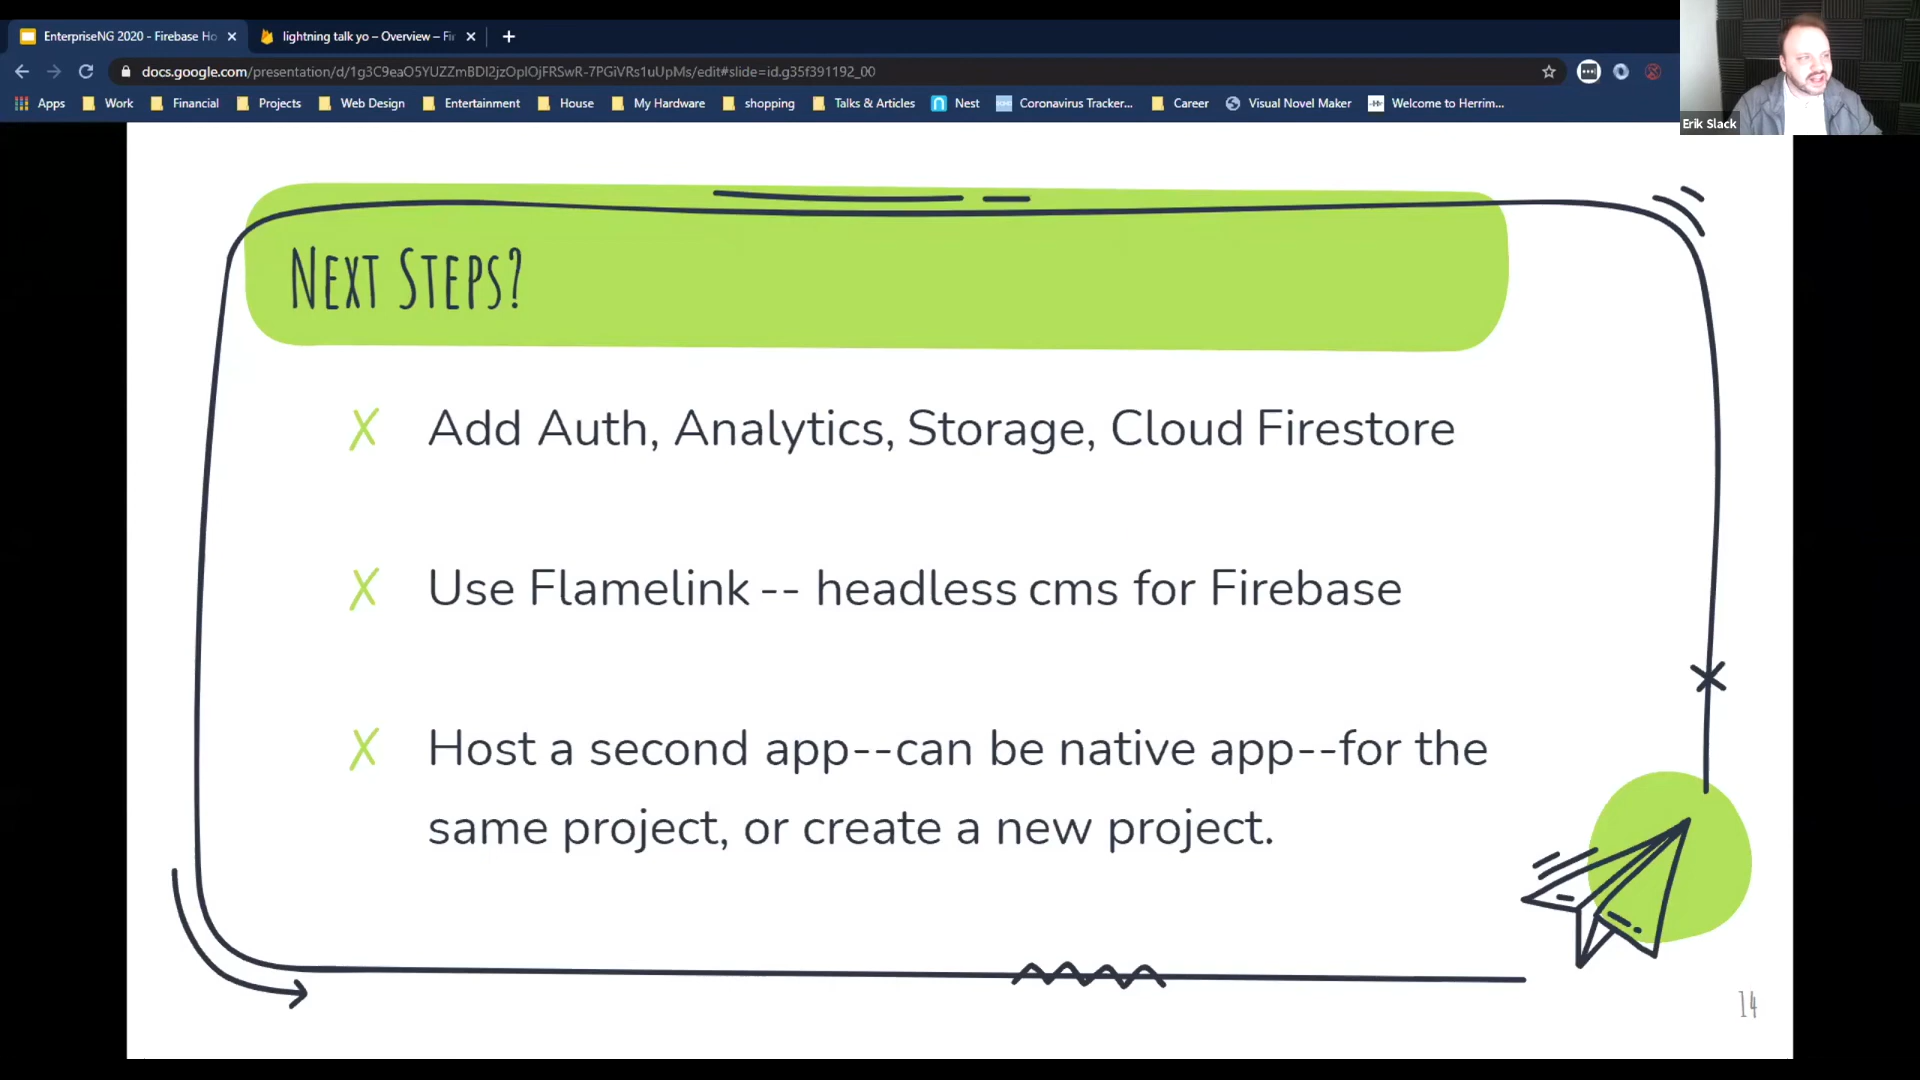 EnterpriseNG 2020 - Firebase Ho
lightning talk yo – Overview – Fir
docs.google.com/presentation/d/1g3C9eaO5YUZZmBDI2jzOplOjFRSwR-7PGiVRs1uUpMs/edit#slide=id.g35f391192_00
Apps Work Financial Projects Web Design Entertainment House My Hardware shopping Talks & Articles Nest Coronavirus Tracker... Career Visual Novel Maker Welcome to Herrim...
Erik Slack
Next Steps?
X Add Auth, Analytics, Storage, Cloud Firestore
X Use Flamelink -- headless cms for Firebase
X Host a second app--can be native app--for the
same project, or create a new project.
14